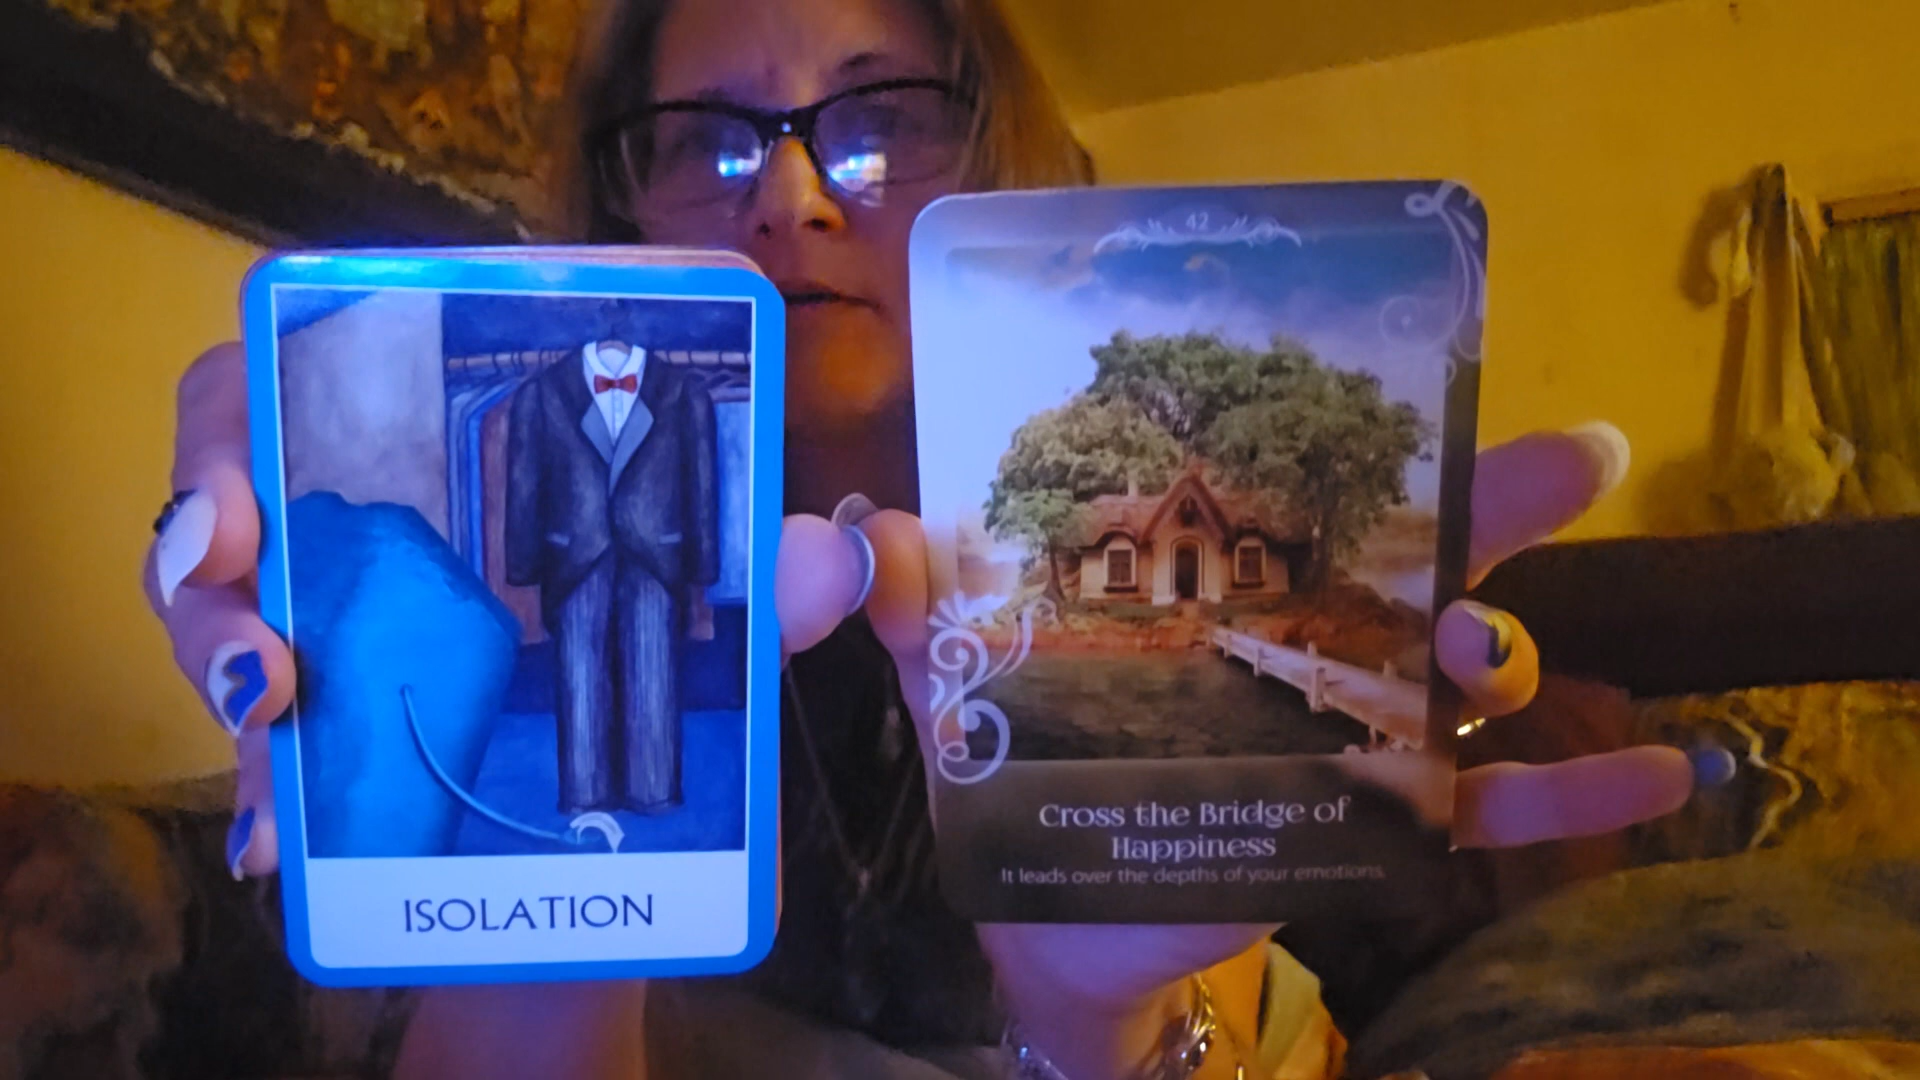 ISOLATION
42
Cross the Bridge of
Happiness
It leads over the depths of your emotions.